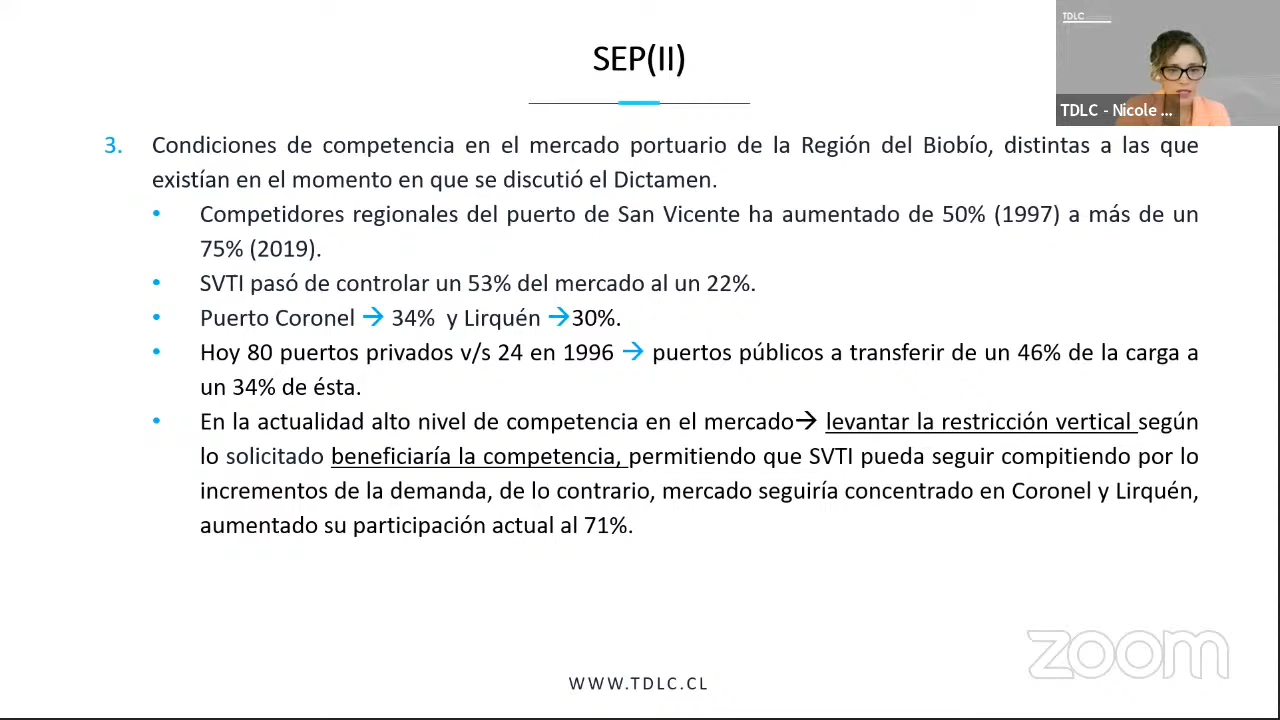 TDLC
SEP(II)
TDLC - Nicole ...
3. Condiciones de competencia en el mercado portuario de la Región del Biobío, distintas a las que
existían en el momento en que se discutió el Dictamen.
• Competidores regionales del puerto de San Vicente ha aumentado de 50% (1997) a más de un
75% (2019).
• SVTI pasó de controlar un 53% del mercado al un 22%.
• Puerto Coronel → 34% y Lirquén →30%.
• Hoy 80 puertos privados v/s 24 en 1996 → puertos públicos a transferir de un 46% de la carga a
un 34% de ésta.
• En la actualidad alto nivel de competencia en el mercado→ levantar la restricción vertical según
lo solicitado beneficiaría la competencia, permitiendo que SVTI pueda seguir compitiendo por lo
incrementos de la demanda, de lo contrario, mercado seguiría concentrado en Coronel y Lirquén,
aumentado su participación actual al 71%.
zoom
WWW.TDLC.CL